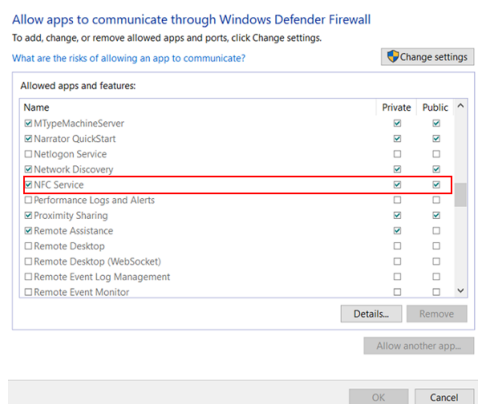 Allow apps to communicate through Windows Defender Firewall
To add, change, or remove allowed apps and ports, click Change settings.
What are the risks of allowing an app to communicate?
Change settings
Allowed apps and features:
Name Private Public
MTypeMachineServer
Narrator QuickStart
Netlogon Service
Network Discovery
NFC Service
Performance Logs and Alerts
Proximity Sharing
Remote Assistance
Remote Desktop
Remote Desktop (WebSocket)
Remote Event Log Management
Remote Event Monitor
Details... Remove
Allow another app...
OK Cancel